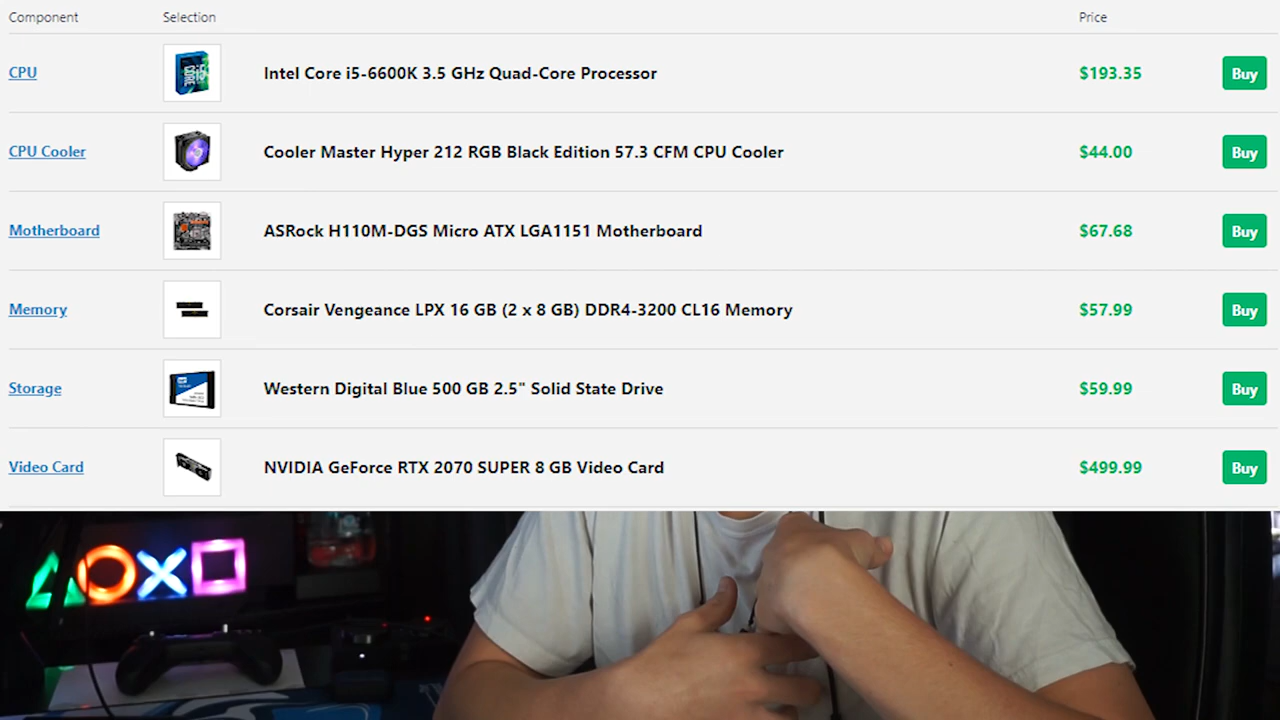 Component Selection Price
CPU Intel Core i5-6600K 3.5 GHz Quad-Core Processor $193.35 Buy
CPU Cooler Cooler Master Hyper 212 RGB Black Edition 57.3 CFM CPU Cooler $44.00 Buy
Motherboard ASRock H110M-DGS Micro ATX LGA1151 Motherboard $67.68 Buy
Memory Corsair Vengeance LPX 16 GB (2 x 8 GB) DDR4-3200 CL16 Memory $57.99 Buy
Storage Western Digital Blue 500 GB 2.5" Solid State Drive $59.99 Buy
Video Card NVIDIA GeForce RTX 2070 SUPER 8 GB Video Card $499.99 Buy